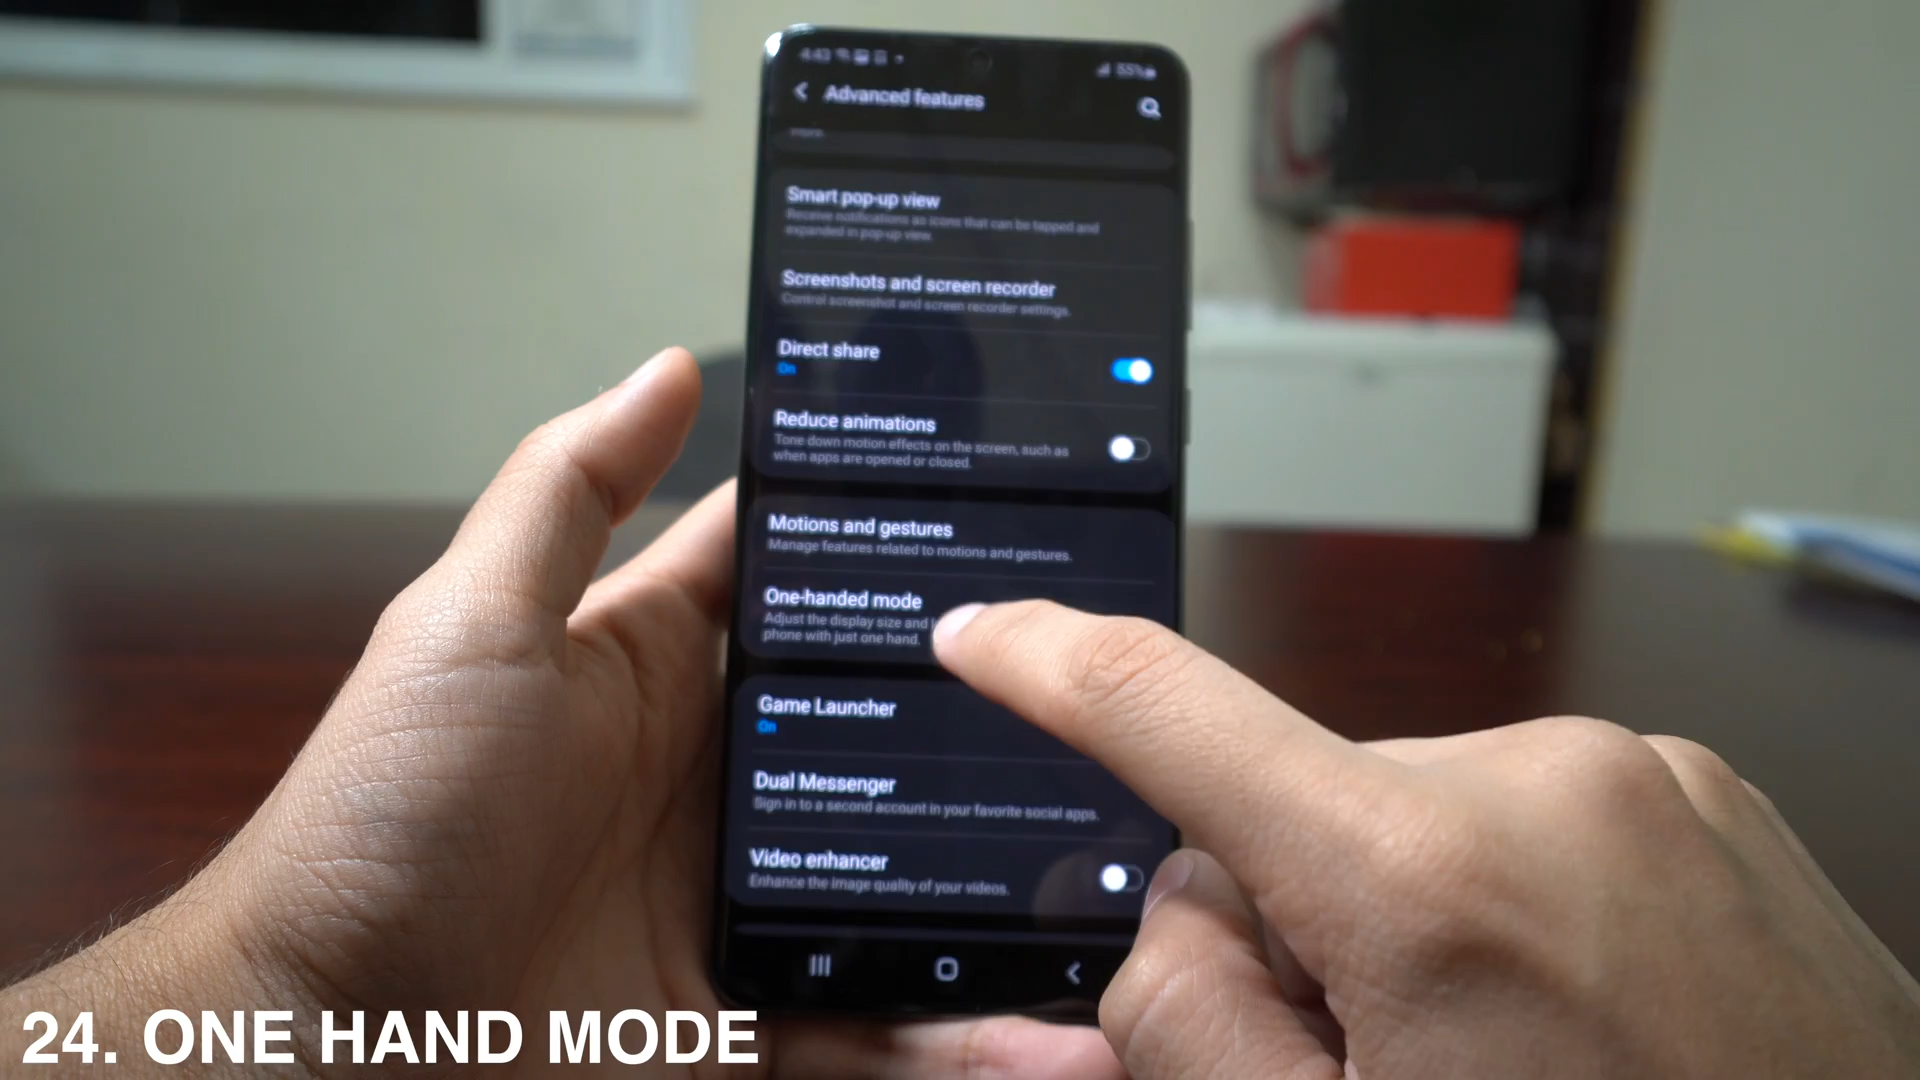 4:43 55%
Advanced features
more.
Smart pop-up view
Receive notifications as icons that can be tapped and
expanded in pop-up view.
Screenshots and screen recorder
Control screenshot and screen recorder settings.
Direct share
On
Reduce animations
Tone down motion effects on the screen, such as
when apps are opened or closed.
Motions and gestures
Manage features related to motions and gestures.
One-handed mode
Adjust the display size and
phone with just one hand.
Game Launcher
On
Dual Messenger
Sign in to a second account in your favorite social apps.
Video enhancer
Enhance the image quality of your videos.
24. ONE HAND MODE